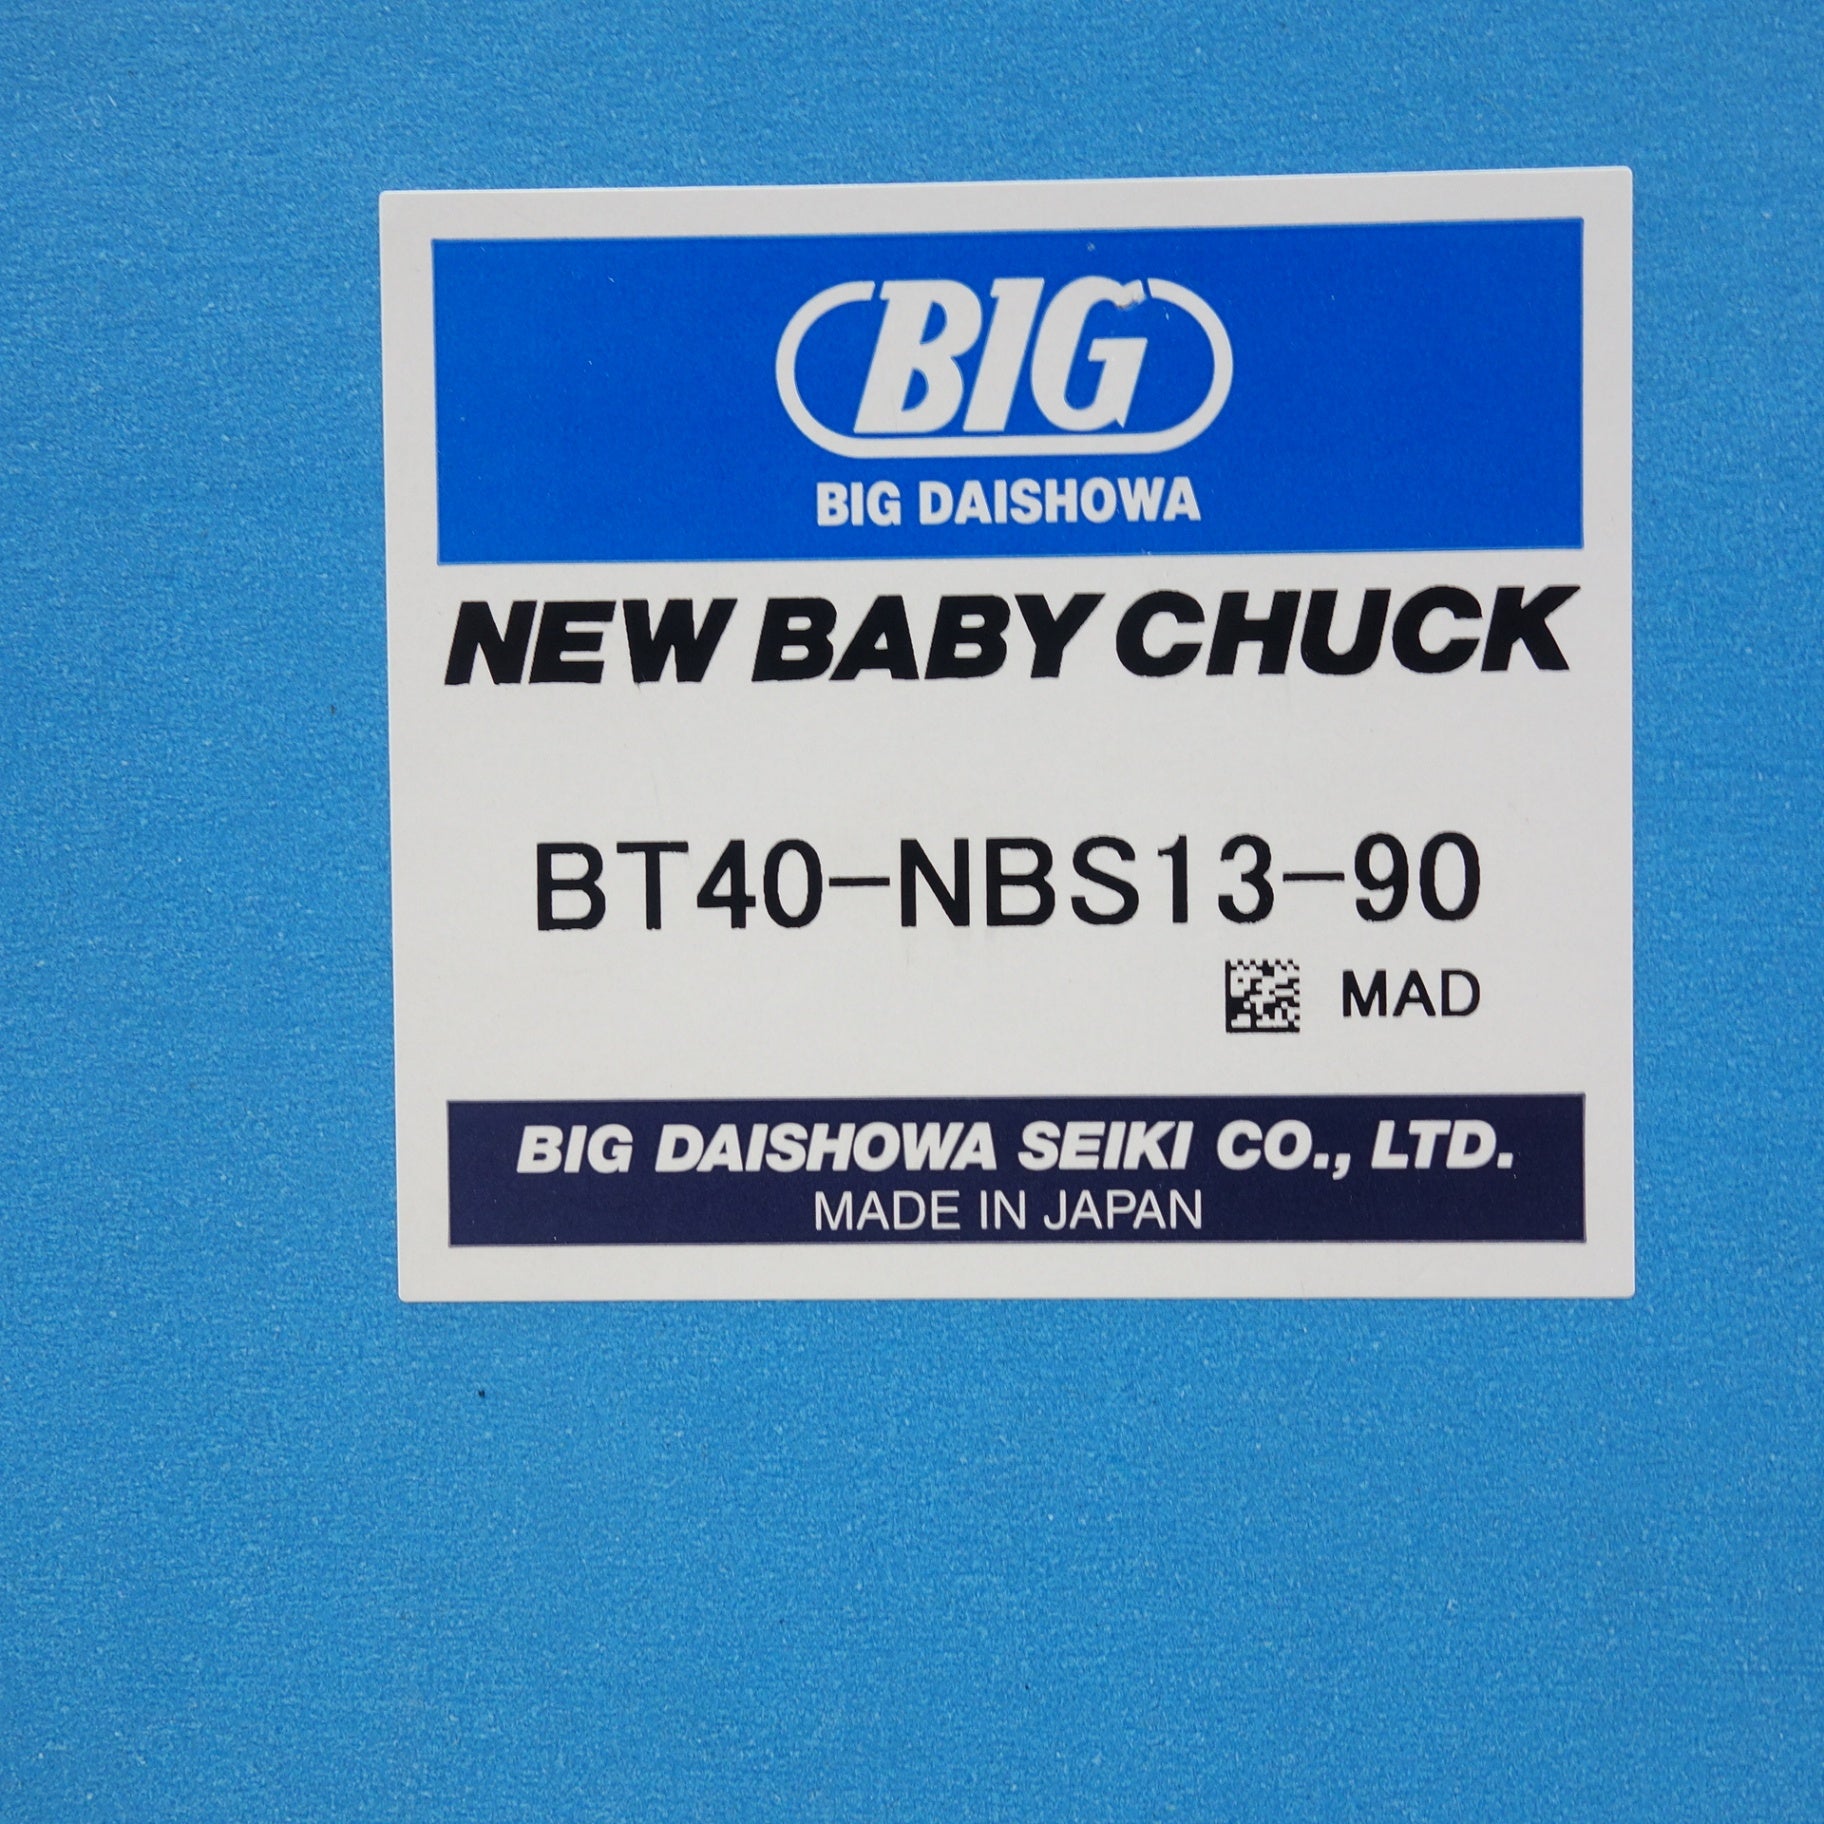 BIG
BIG DAISHOWA
NEW BABY CHUCK
BT40-NBS13-90
MAD
BIG DAISHOWA SEIKI CO., LTD.
MADE IN JAPAN